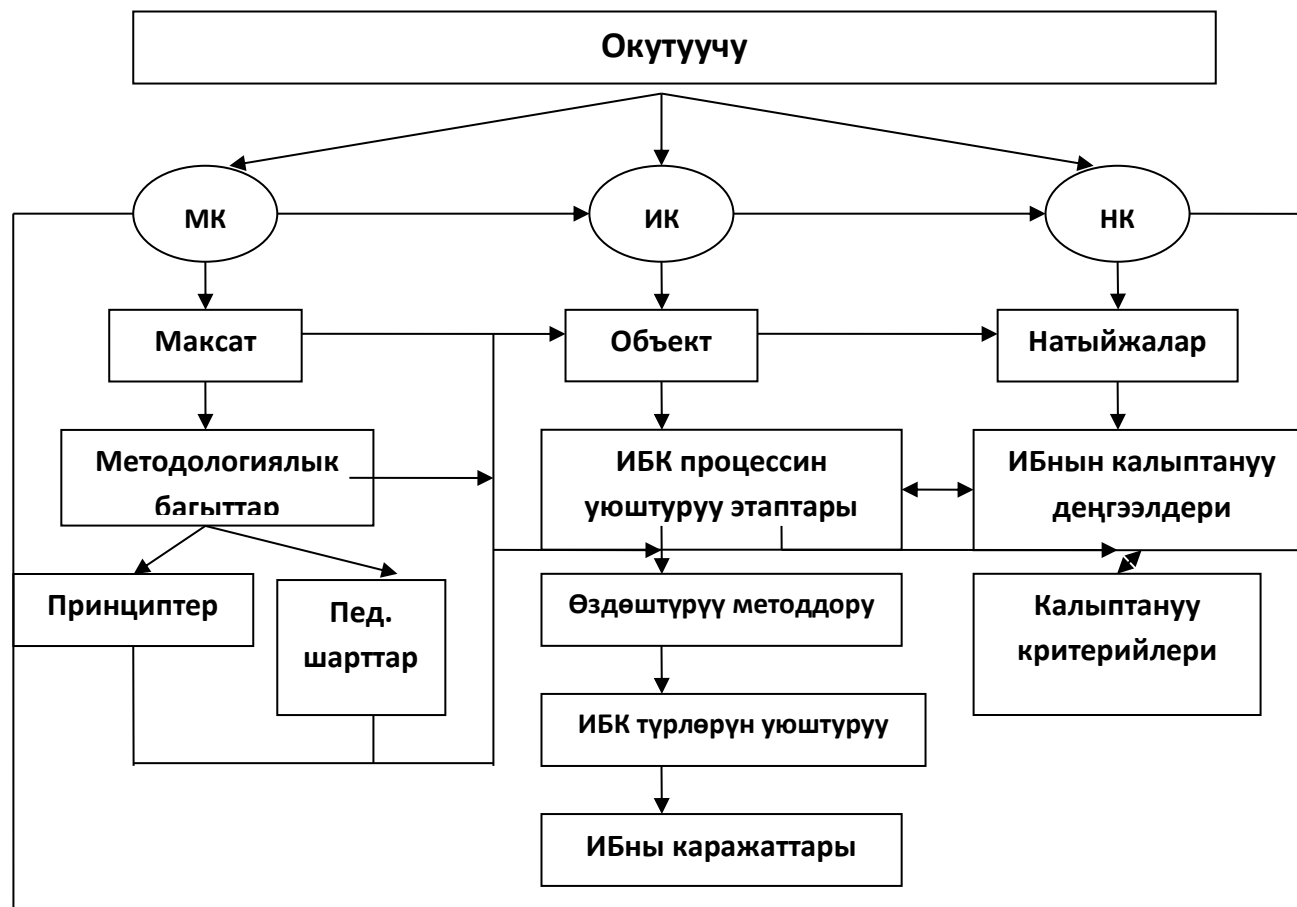 Окутуучу
МК
ИК
НК
Максат
Объект
Натыйжалар
Методологиялык
багыттар
ИБК процессин
уюштуруу этаптары
ИБнын калыптануу
деңгээлдери
Принциптер
Пед.
шарттар
Өздөштүрүү методдору
Калыптануу
критерийлери
ИБК түрлөрүн уюштуруу
ИБны каражаттары